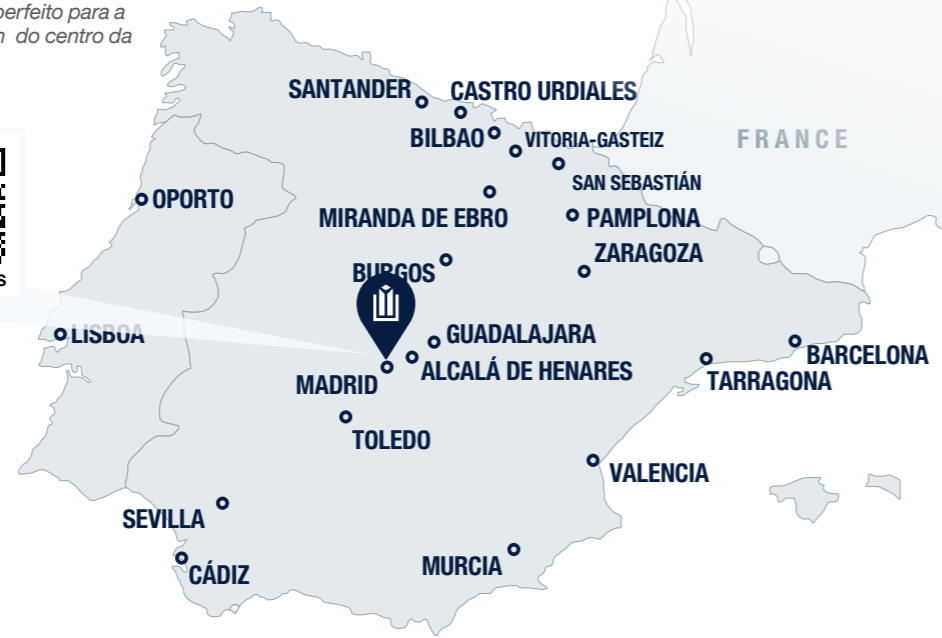 perfeito para a
do centro da
SANTANDER
CASTRO URDIALES
BILBAO
VITORIA-GASTEIZ
FRANCE
SAN SEBASTIÁN
OPORTO
MIRANDA DE EBRO
PAMPLONA
ZARAGOZA
BURGOS
LISBOA
GUADALAJARA
ALCALÁ DE HENARES
MADRID
BARCELONA
TARRAGONA
TOLEDO
VALENCIA
SEVILLA
MURCIA
CÁDIZ